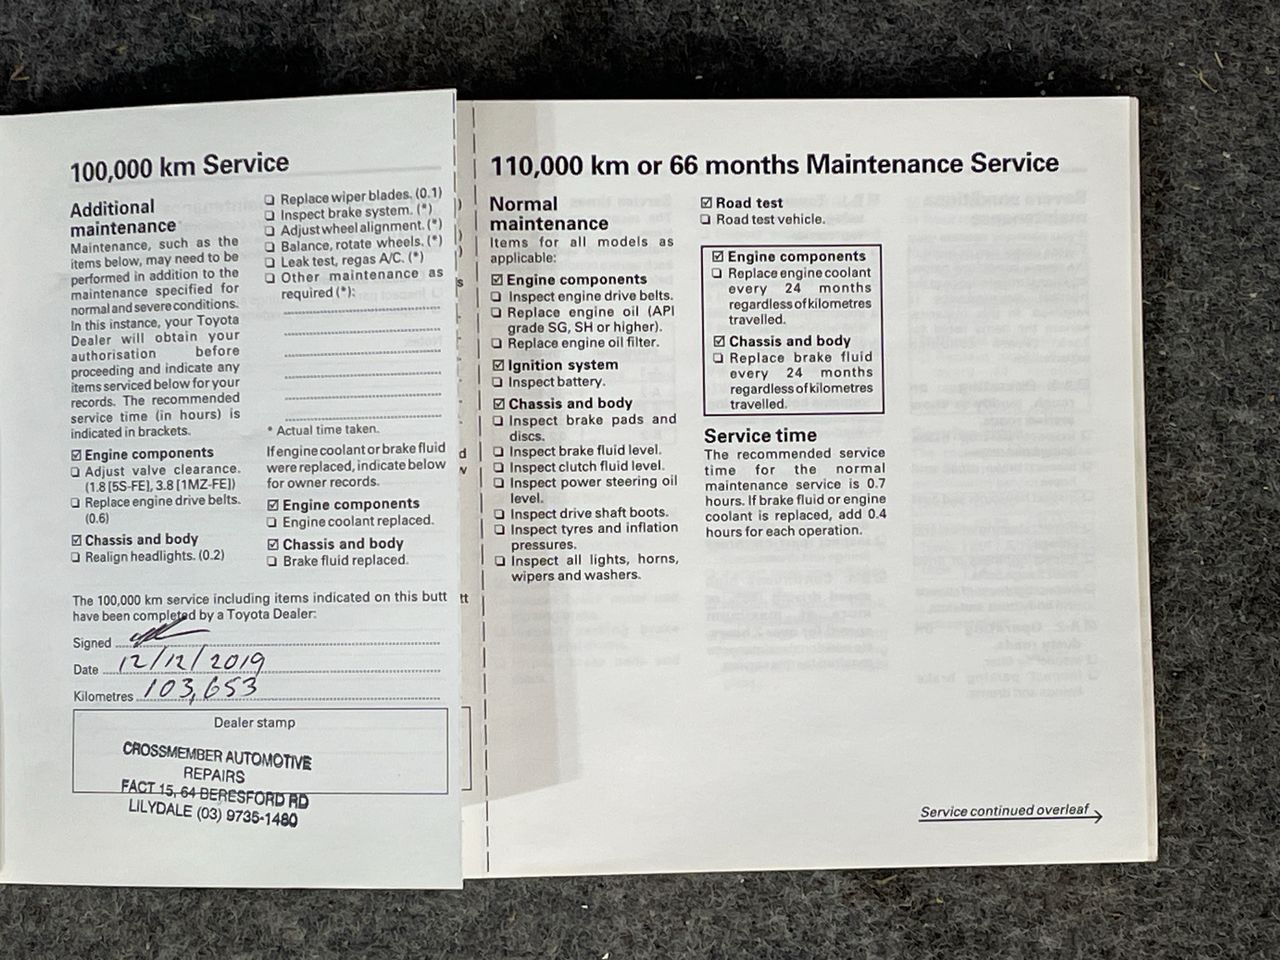 100,000 km Service
Additional
maintenance
Maintenance, such as the
items below, may need to be
performed in addition to the
maintenance specified for
normal and severe conditions.
In this instance, your Toyota
Dealer will obtain your
authorisation before
proceeding and indicate any
items serviced below for your
records. The recommended
service time (in hours) is
indicated in brackets.
☑ Engine components
❏ Adjust valve clearance.
(1.8 [5S-FE], 3.8 [1MZ-FE])
❏ Replace engine drive belts.
(0.6)
☑ Chassis and body
❏ Realign headlights. (0.2)
❏ Replace wiper blades. (0.1)
❏ Inspect brake system. (*)
❏ Adjust wheel alignment. (*)
❏ Balance, rotate wheels. (*)
❏ Leak test, regas A/C. (*)
❏ Other maintenance as
required (*):
* Actual time taken.
If engine coolant or brake fluid
were replaced, indicate below
for owner records.
☑ Engine components
❏ Engine coolant replaced.
☑ Chassis and body
❏ Brake fluid replaced.
The 100,000 km service including items indicated on this butt
have been completed by a Toyota Dealer:
Signed
Date 12/12/2019
Kilometres 103,653
Dealer stamp
CROSSMEMBER AUTOMOTIVE
REPAIRS
FACT 15, 64 BERESFORD RD
LILYDALE (03) 9735-1480
110,000 km or 66 months Maintenance Service
Normal
maintenance
Items for all models as
applicable:
☑ Engine components
❏ Inspect engine drive belts.
❏ Replace engine oil (API
grade SG, SH or higher).
❏ Replace engine oil filter.
☑ Ignition system
❏ Inspect battery.
☑ Chassis and body
❏ Inspect brake pads and
discs.
❏ Inspect brake fluid level.
❏ Inspect clutch fluid level.
❏ Inspect power steering oil
level.
❏ Inspect drive shaft boots.
❏ Inspect tyres and inflation
pressures.
❏ Inspect all lights, horns,
wipers and washers.
☑ Road test
❏ Road test vehicle.
☑ Engine components
❏ Replace engine coolant
every 24 months
regardless of kilometres
travelled.
☑ Chassis and body
❏ Replace brake fluid
every 24 months
regardless of kilometres
travelled.
Service time
The recommended service
time for the normal
maintenance service is 0.7
hours. If brake fluid or engine
coolant is replaced, add 0.4
hours for each operation.
Service continued overleaf